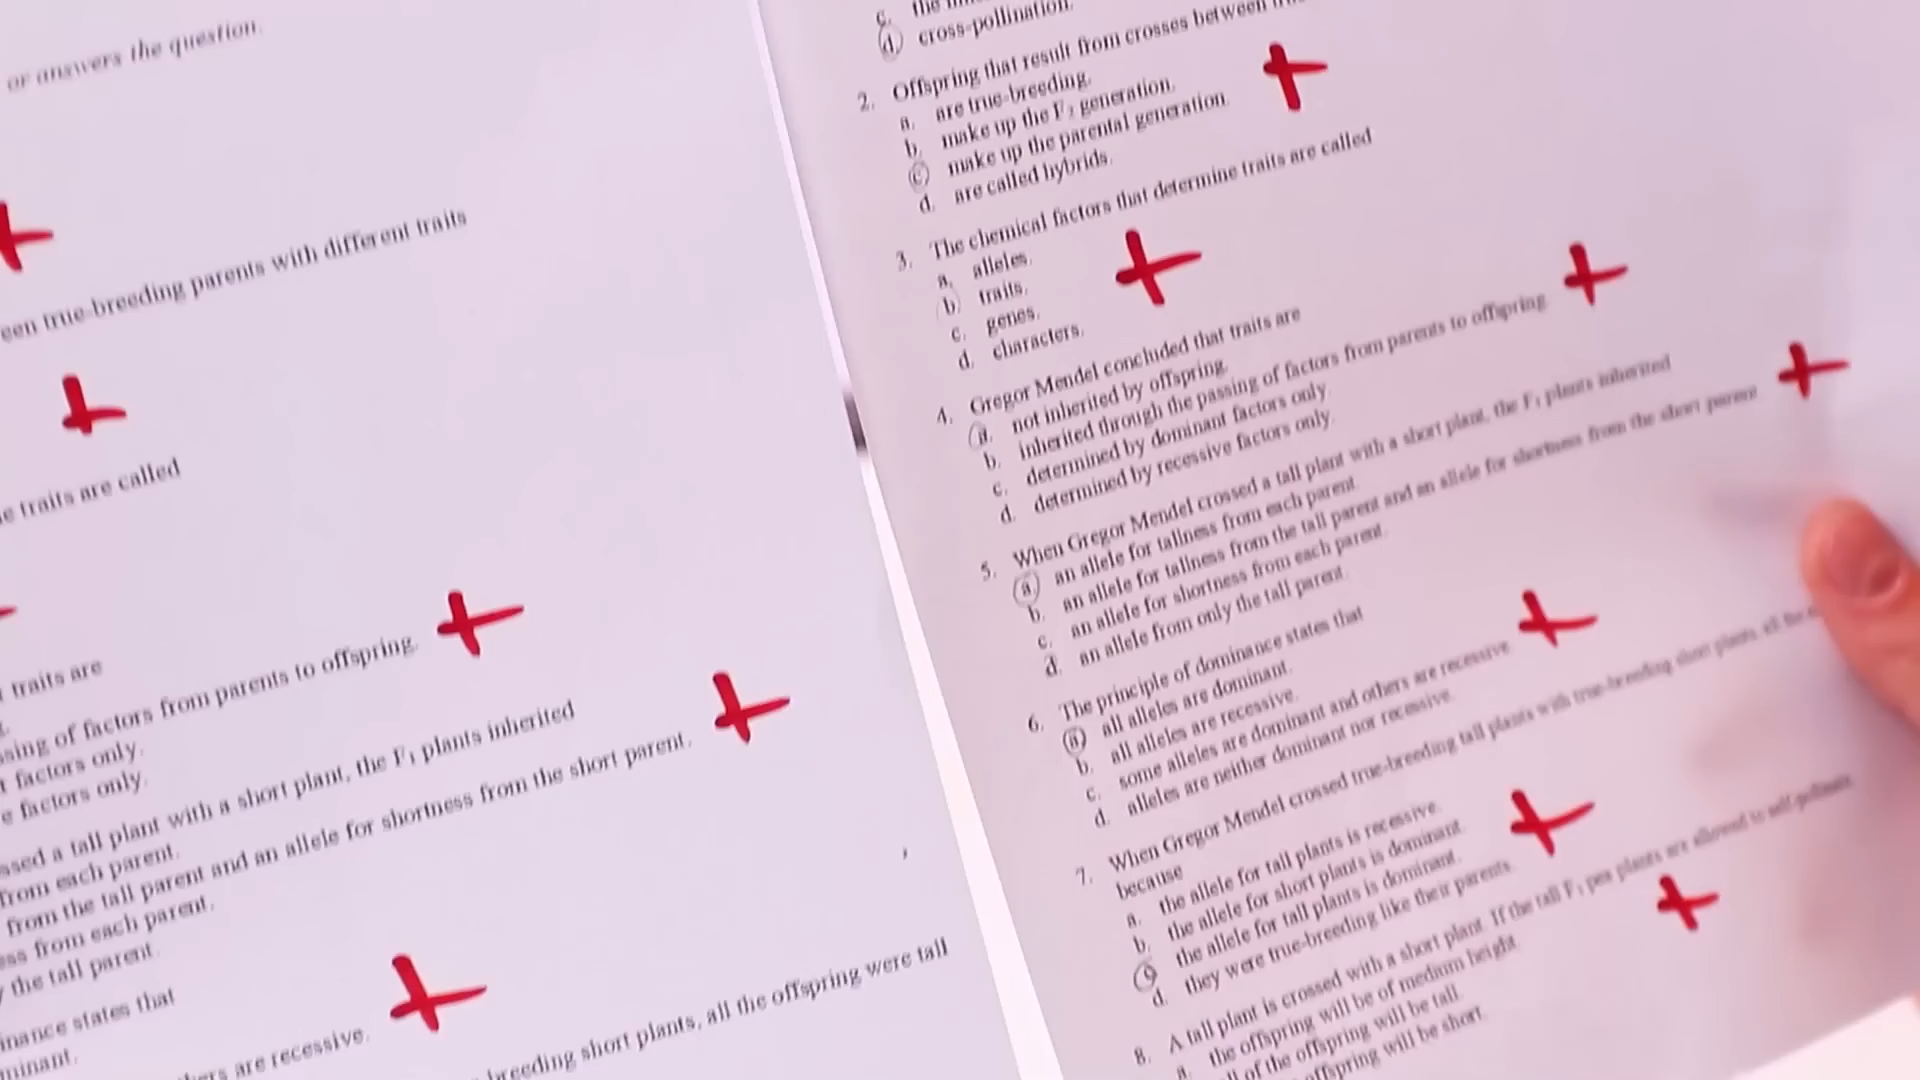 or answers the question.
een true-breeding parents with different traits
e traits are called
traits are
sing of factors from parents to offspring.
t factors only.
e factors only.
ssed a tall plant with a short plant, the F1 plants inherited
from each parent.
from the tall parent and an allele for shortness from the short parent.
ess from each parent.
the tall parent.
inance states that
minant.
hers are recessive.
breeding short plants, all the offspring were tall
c. the
d. cross-pollination.
2. Offspring that result from crosses between
a. are true-breeding.
b. make up the F2 generation.
c. make up the parental generation.
d. are called hybrids.
3. The chemical factors that determine traits are called
a. alleles.
b. traits.
c. genes.
d. characters.
4. Gregor Mendel concluded that traits are
a. not inherited by offspring.
b. inherited through the passing of factors from parents to offspring.
c. determined by dominant factors only.
d. determined by recessive factors only.
5. When Gregor Mendel crossed a tall plant with a short plant, the F1 plants inherited
a. an allele for tallness from each parent.
b. an allele for tallness from the tall parent and an allele for shortness from the short parent
c. an allele for shortness from each parent.
d. an allele from only the tall parent.
6. The principle of dominance states that
a. all alleles are dominant.
b. all alleles are recessive.
c. some alleles are dominant and others are recessive.
d. alleles are neither dominant nor recessive.
7. When Gregor Mendel crossed true-breeding tall plants with true-breeding short plants, all the
because
a. the allele for tall plants is recessive.
b. the allele for short plants is dominant.
c. the allele for tall plants is dominant.
d. they were true-breeding like their parents.
8. A tall plant is crossed with a short plant. If the tall F1 pea plants are allowed to self-pollinate
a. the offspring will be of medium height.
ll of the offspring will be tall.
offspring will be short.